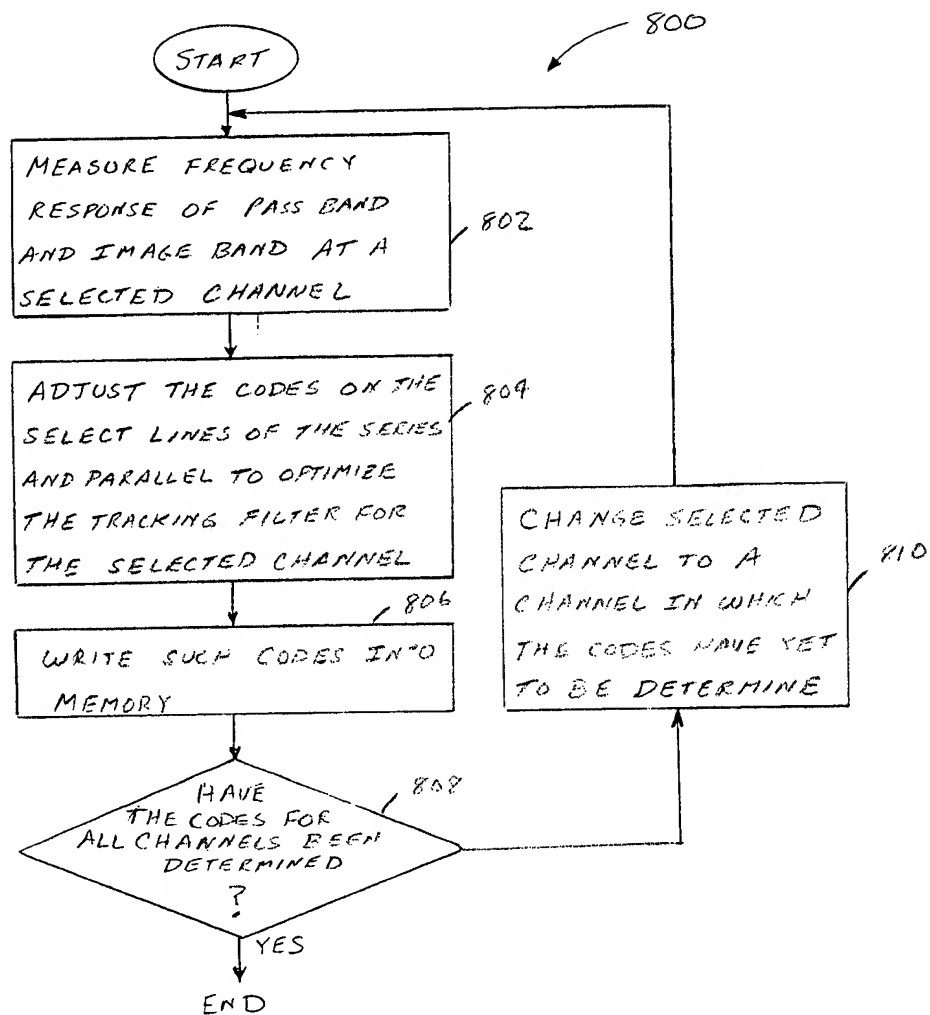 800
START
MEASURE FREQUENCY
RESPONSE OF PASS BAND
AND IMAGE BAND AT A
SELECTED CHANNEL
802
ADJUST THE CODES ON THE
SELECT LINES OF THE SERIES
AND PARALLEL TO OPTIMIZE
THE TRACKING FILTER FOR
THE SELECTED CHANNEL
804
806
WRITE SUCH CODES INTO
MEMORY
HAVE
THE CODES FOR
ALL CHANNELS BEEN
DETERMINED
?
808
YES
END
CHANGE SELECTED
CHANNEL TO A
CHANNEL IN WHICH
THE CODES HAVE YET
TO BE DETERMINE
810